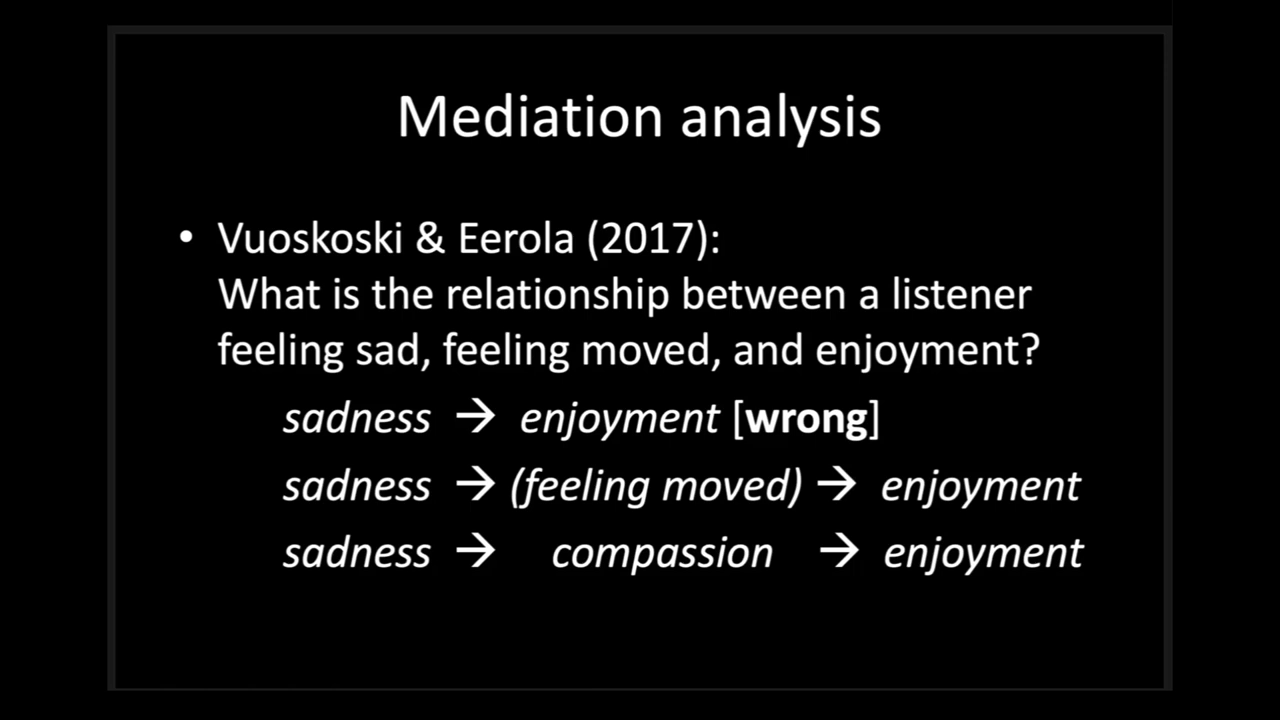 Mediation analysis
• Vuoskoski & Eerola (2017):
What is the relationship between a listener
feeling sad, feeling moved, and enjoyment?
sadness → enjoyment [wrong]
sadness → (feeling moved) → enjoyment
sadness → compassion → enjoyment